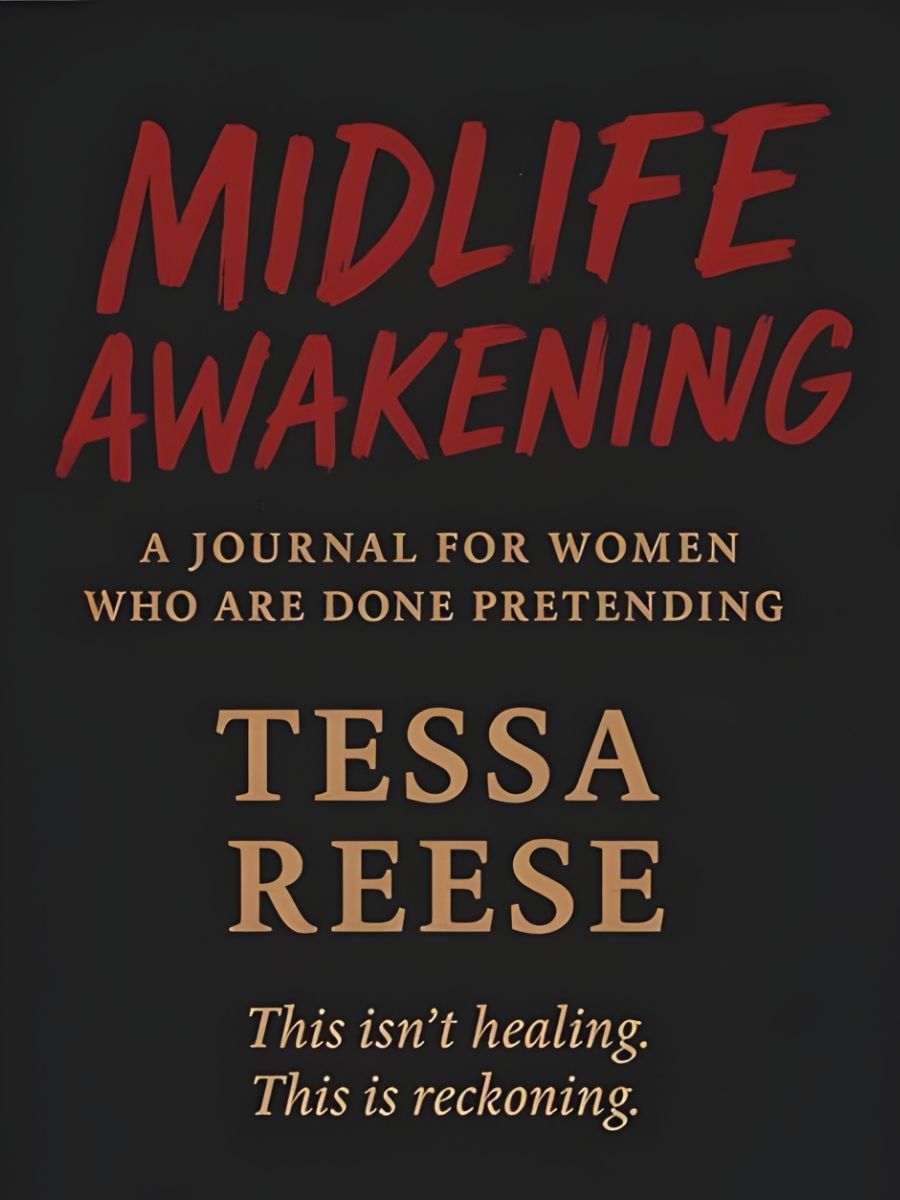 MIDLIFE
AWAKENING
A JOURNAL FOR WOMEN
WHO ARE DONE PRETENDING
TESSA
REESE
This isn’t healing.
This is reckoning.